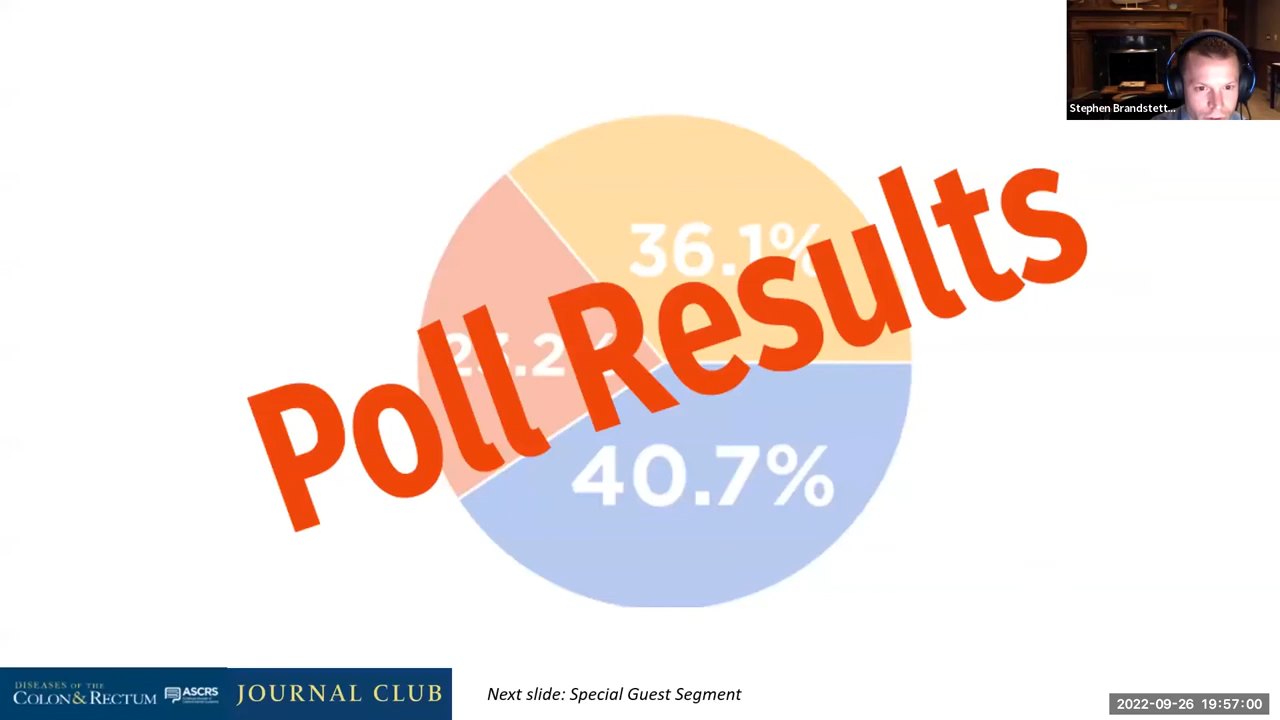 Stephen Brandstett...
36.1%
Poll Results
40.7%
DISEASES OF THE
COLON & RECTUM
ASCRS
JOURNAL CLUB
Next slide: Special Guest Segment
2022-09-26 19:57:00